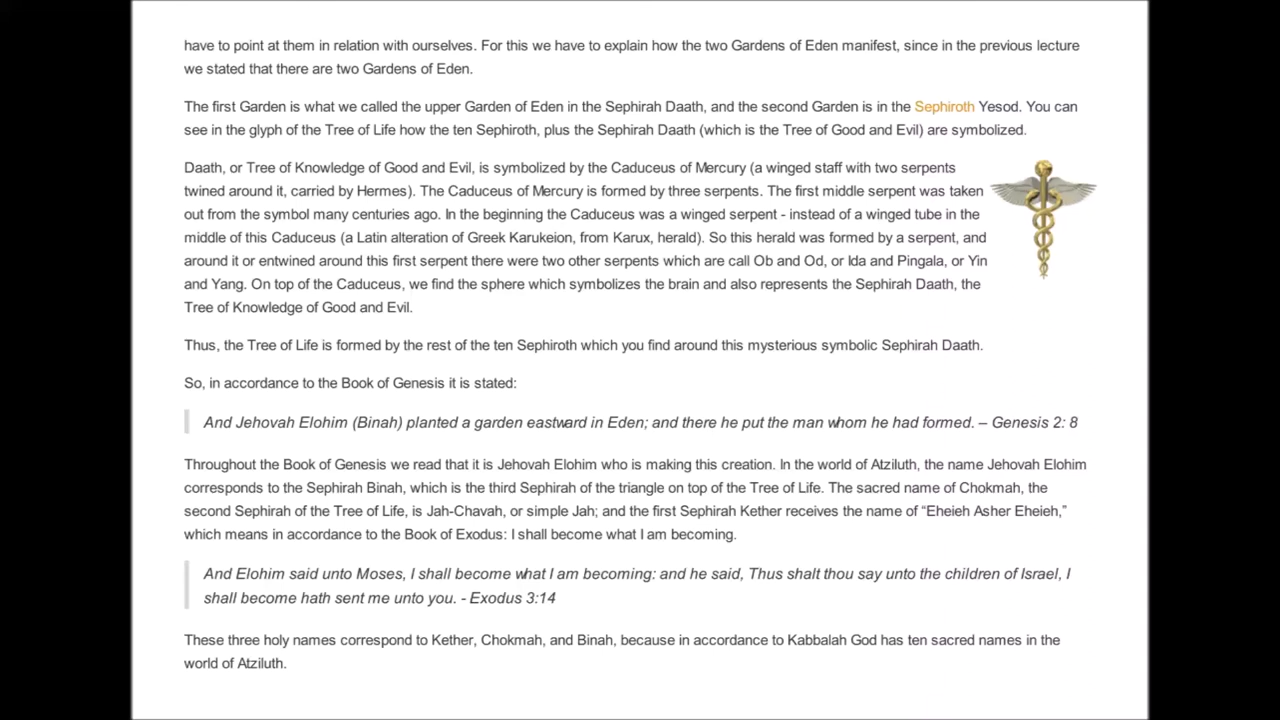 have to point at them in relation with ourselves. For this we have to explain how the two Gardens of Eden manifest, since in the previous lecture
we stated that there are two Gardens of Eden.
The first Garden is what we called the upper Garden of Eden in the Sephirah Daath, and the second Garden is in the Sephiroth Yesod. You can
see in the glyph of the Tree of Life how the ten Sephiroth, plus the Sephirah Daath (which is the Tree of Good and Evil) are symbolized.
Daath, or Tree of Knowledge of Good and Evil, is symbolized by the Caduceus of Mercury (a winged staff with two serpents
twined around it, carried by Hermes). The Caduceus of Mercury is formed by three serpents. The first middle serpent was taken
out from the symbol many centuries ago. In the beginning the Caduceus was a winged serpent - instead of a winged tube in the
middle of this Caduceus (a Latin alteration of Greek Karukeion, from Karux, herald). So this herald was formed by a serpent, and
around it or entwined around this first serpent there were two other serpents which are call Ob and Od, or Ida and Pingala, or Yin
and Yang. On top of the Caduceus, we find the sphere which symbolizes the brain and also represents the Sephirah Daath, the
Tree of Knowledge of Good and Evil.
Thus, the Tree of Life is formed by the rest of the ten Sephiroth which you find around this mysterious symbolic Sephirah Daath.
So, in accordance to the Book of Genesis it is stated:
And Jehovah Elohim (Binah) planted a garden eastward in Eden; and there he put the man whom he had formed. – Genesis 2: 8
Throughout the Book of Genesis we read that it is Jehovah Elohim who is making this creation. In the world of Atziluth, the name Jehovah Elohim
corresponds to the Sephirah Binah, which is the third Sephirah of the triangle on top of the Tree of Life. The sacred name of Chokmah, the
second Sephirah of the Tree of Life, is Jah-Chavah, or simple Jah; and the first Sephirah Kether receives the name of “Eheieh Asher Eheieh,”
which means in accordance to the Book of Exodus: I shall become what I am becoming.
And Elohim said unto Moses, I shall become what I am becoming: and he said, Thus shalt thou say unto the children of Israel, I
shall become hath sent me unto you. - Exodus 3:14
These three holy names correspond to Kether, Chokmah, and Binah, because in accordance to Kabbalah God has ten sacred names in the
world of Atziluth.